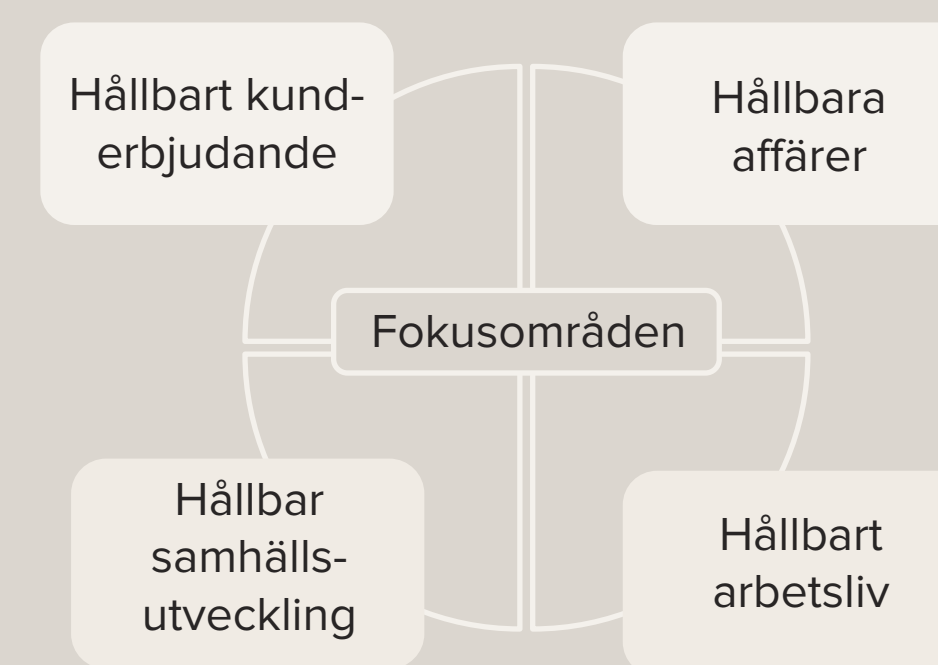 Hållbart kund-
erbjudande
Hållbara
affärer
Fokusområden
Hållbar
samhälls-
utveckling
Hållbart
arbetsliv